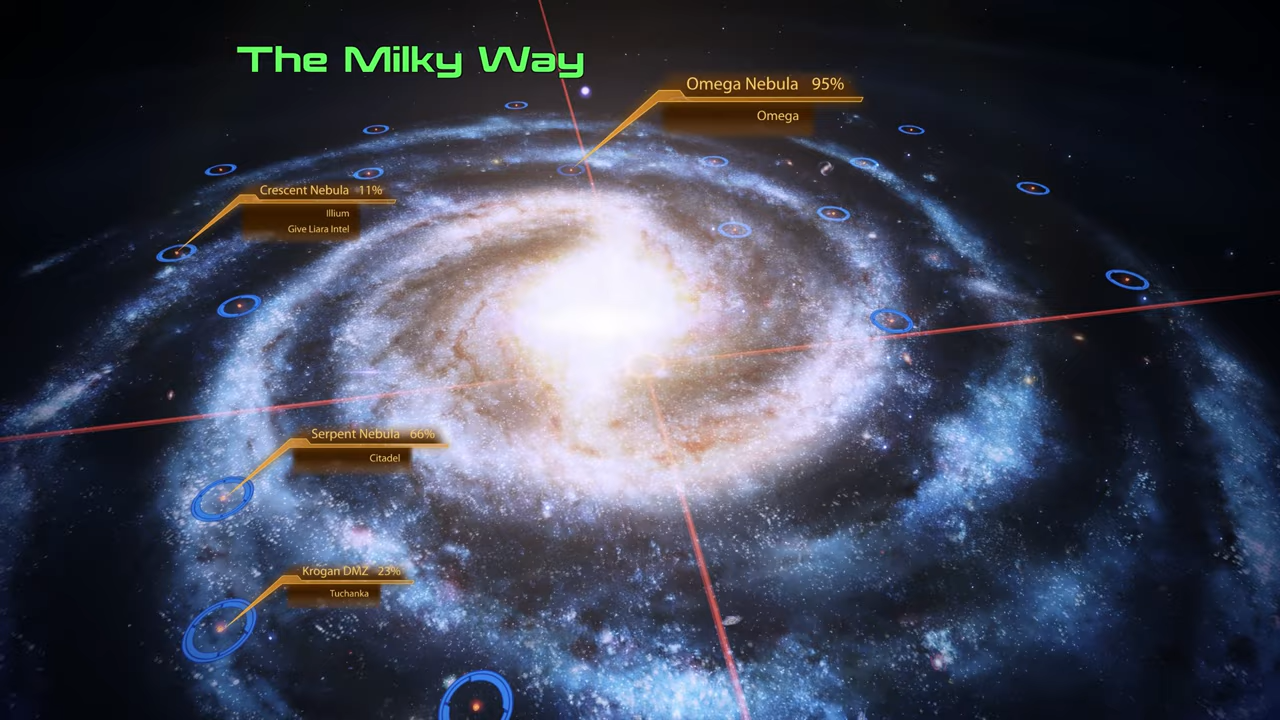 The Milky Way
Omega Nebula 95%
Omega
Crescent Nebula 11%
Illium
Give Liara Intel
Serpent Nebula 66%
Citadel
Krogan DMZ 23%
Tuchanka